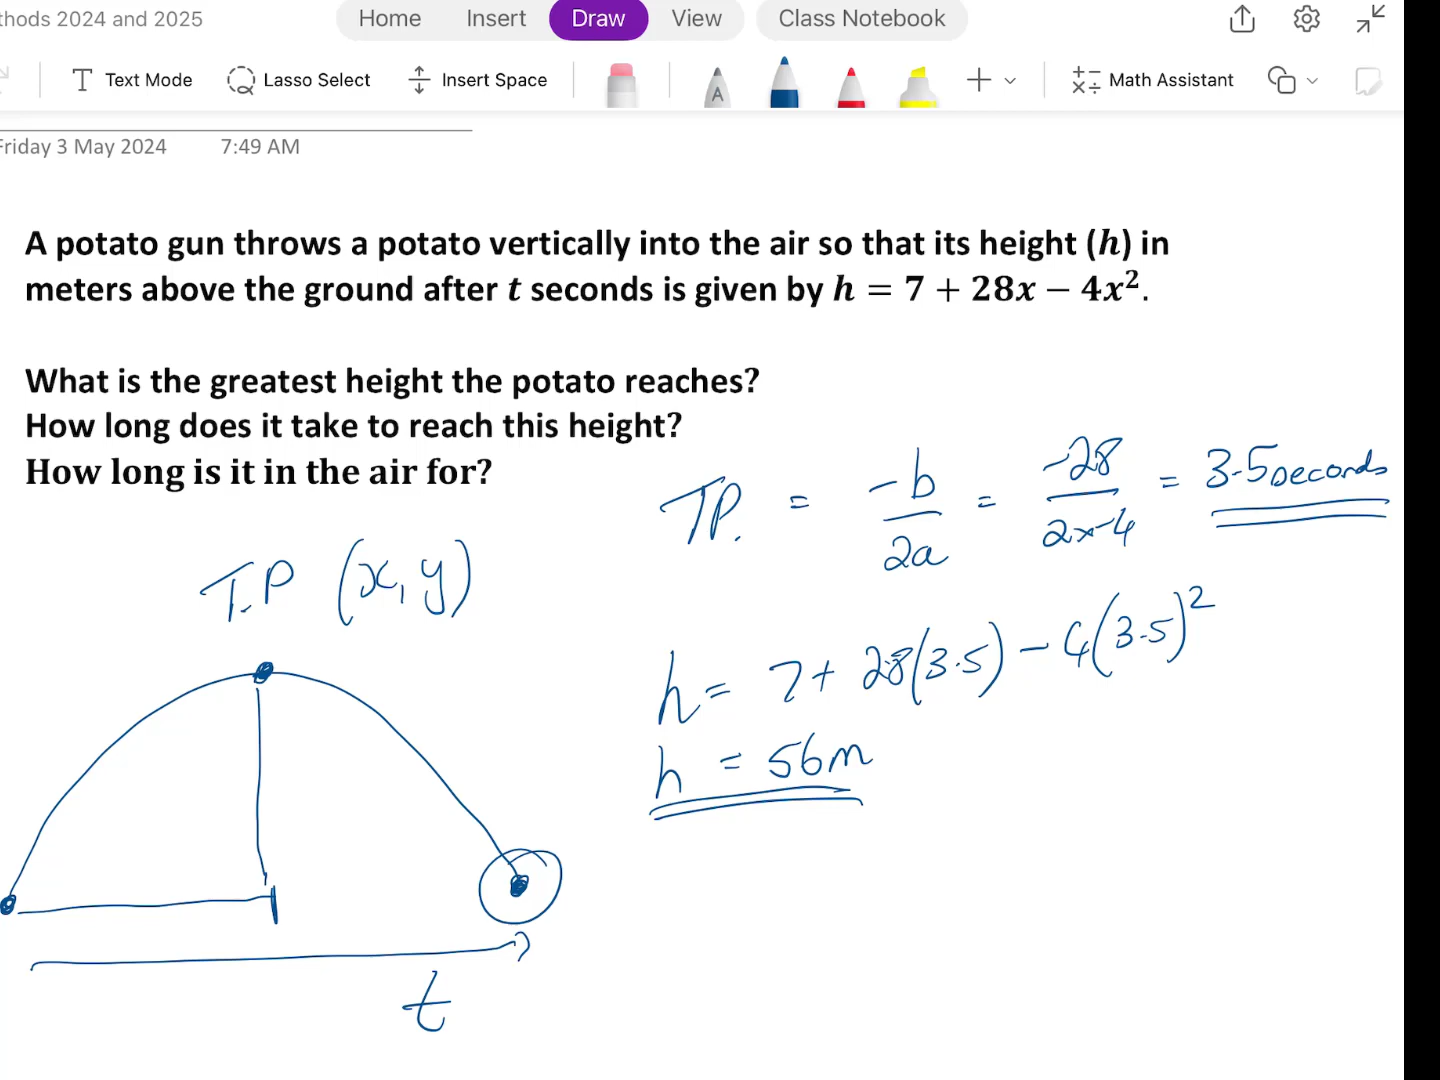 thods 2024 and 2025
Home Insert Draw View Class Notebook
Text Mode Lasso Select Insert Space A Math Assistant
Friday 3 May 2024 7:49 AM
A potato gun throws a potato vertically into the air so that its height (h) in
meters above the ground after t seconds is given by h = 7 + 28x − 4x².
What is the greatest height the potato reaches?
How long does it take to reach this height?
How long is it in the air for?
TP. = -b/2a = -28/2x-4 = 3.5 seconds
T.P (x, y)
h = 7 + 28(3.5) - 4(3.5)²
h = 56m
t